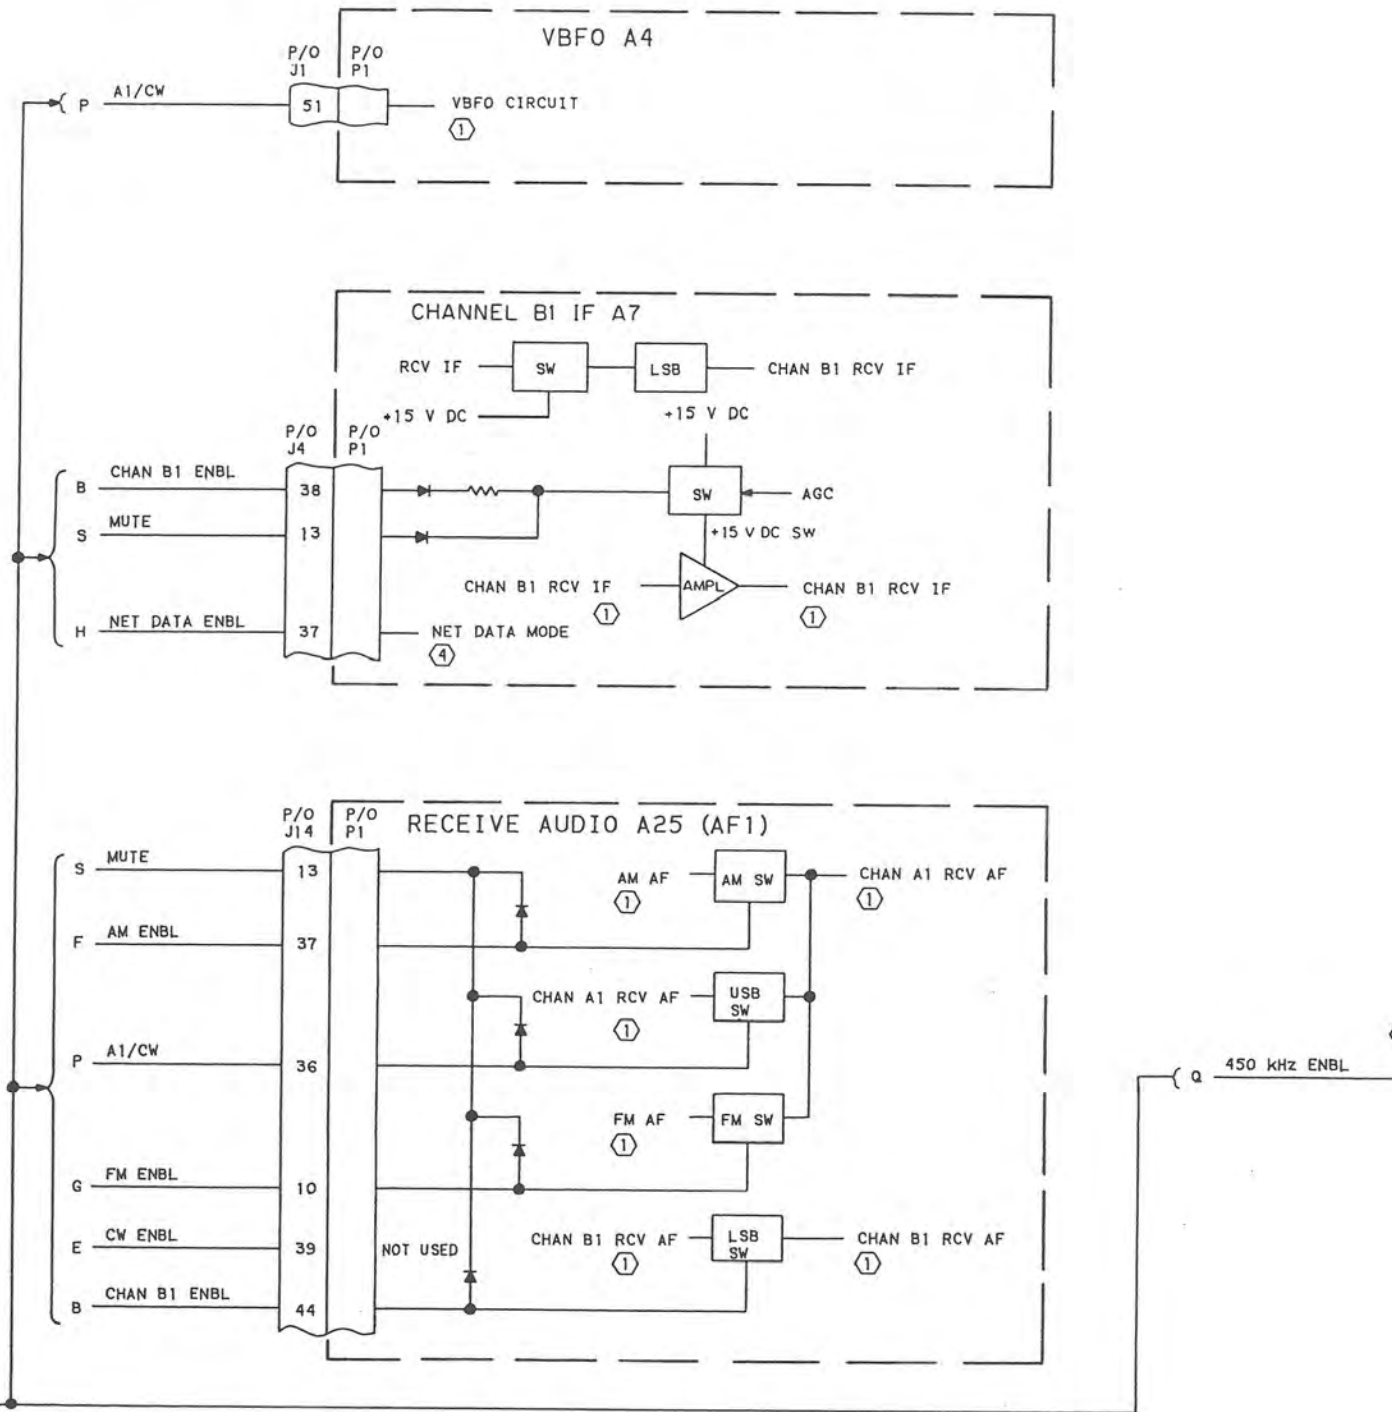 VBFO A4
P/O P/O
J1 P1
P A1/CW 51 VBFO CIRCUIT
1
CHANNEL B1 IF A7
RCV IF SW LSB CHAN B1 RCV IF
+15 V DC +15 V DC
P/O P/O
J4 P1
B CHAN B1 ENBL 38 SW AGC
S MUTE 13 +15 V DC SW
CHAN B1 RCV IF AMPL CHAN B1 RCV IF
1 1
H NET DATA ENBL 37 NET DATA MODE
4
P/O P/O
J14 P1
RECEIVE AUDIO A25 (AF1)
S MUTE 13 AM AF AM SW CHAN A1 RCV AF
1 1
F AM ENBL 37
CHAN A1 RCV AF USB
SW
1
P A1/CW 36
Q 450 kHz ENBL
FM AF FM SW
1
G FM ENBL 10
E CW ENBL 39 NOT USED CHAN B1 RCV AF LSB
SW CHAN B1 RCV AF
1 1
B CHAN B1 ENBL 44